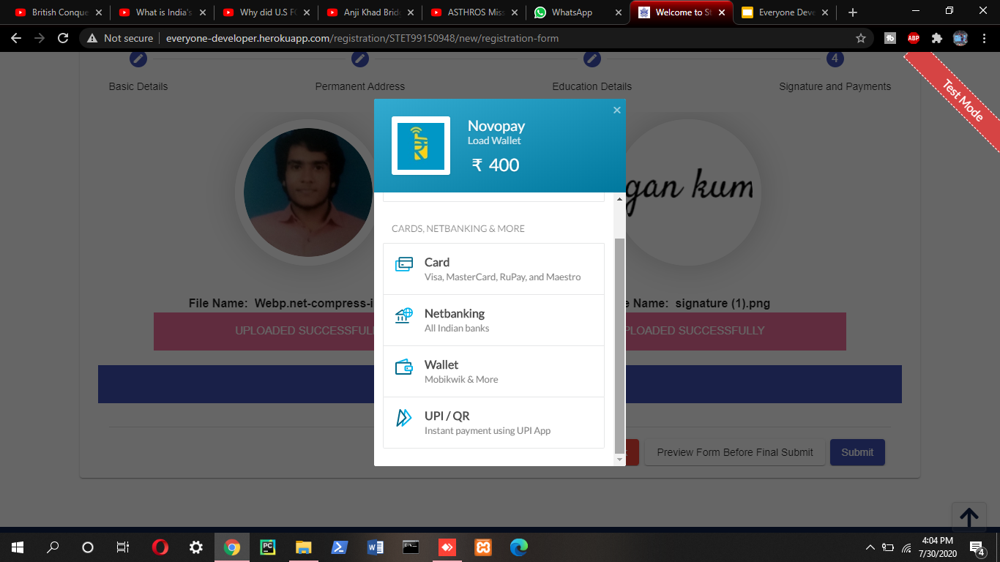 British Conque
What is India's
Why did U.S FO
Anji Khad Bridg
ASTHROS Miss
WhatsApp
Welcome to St
Everyone Deve
Not secure
everyone-developer.herokuapp.com/registration/STET99150948/new/registration-form
ABP
4
Basic Details
Permanent Address
Education Details
Signature and Payments
Test Mode
Novopay
Load Wallet
₹ 400
gan kum
CARDS, NETBANKING & MORE
Card
Visa, MasterCard, RuPay, and Maestro
File Name: Webp.net-compress-i
e Name: signature (1).png
Netbanking
All Indian banks
UPLOADED SUCCESSFUL
PLOADED SUCCESSFULLY
Wallet
Mobikwik & More
UPI / QR
Instant payment using UPI App
Preview Form Before Final Submit
Submit
PC
W
4:04 PM
7/30/2020
4